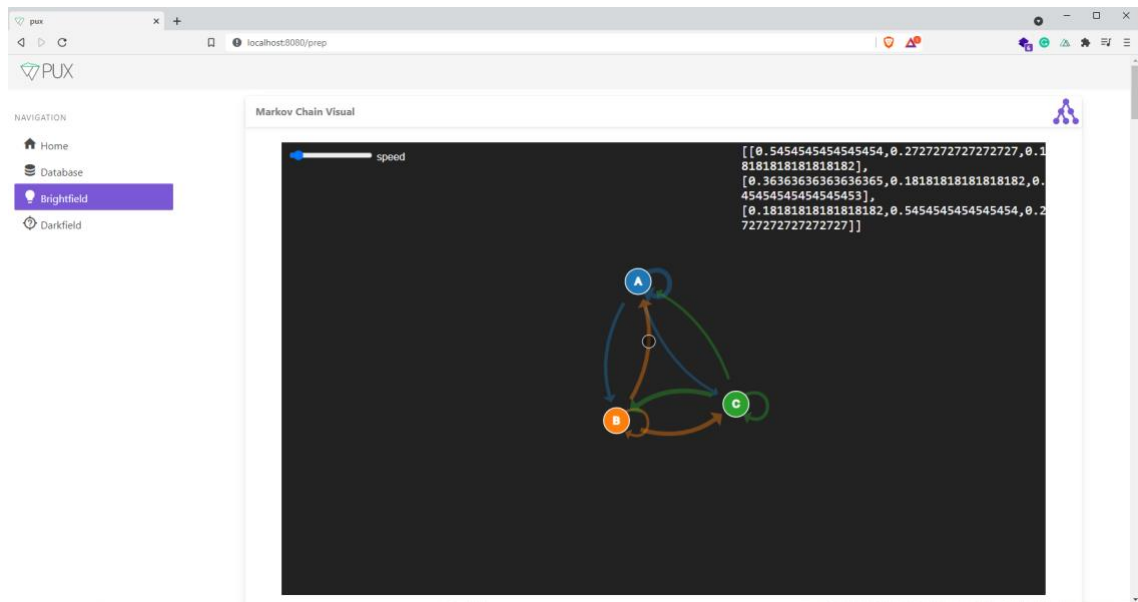 pux
localhost:8080/prep
PUX
NAVIGATION
Home
Database
Brightfield
Darkfield
Markov Chain Visual
speed
[[0.5454545454545454,0.2727272727272727,0.1
8181818181818182],
[0.36363636363636365,0.18181818181818182,0.
45454545454545453],
[0.18181818181818182,0.5454545454545454,0.2
727272727272727]]
A
B
C